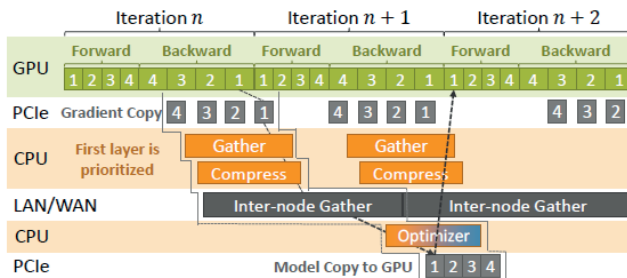 Iteration n Iteration n + 1 Iteration n + 2
Forward Backward Forward Backward Forward Backward
GPU 1 2 3 4 4 3 2 1 1 2 3 4 4 3 2 1 1 2 3 4 4 3 2 1
PCIe Gradient Copy 4 3 2 1 4 3 2 1 4 3 2
CPU First layer is prioritized Gather Gather
Compress Compress
LAN/WAN Inter-node Gather Inter-node Gather
CPU Optimizer
PCIe Model Copy to GPU 1 2 3 4